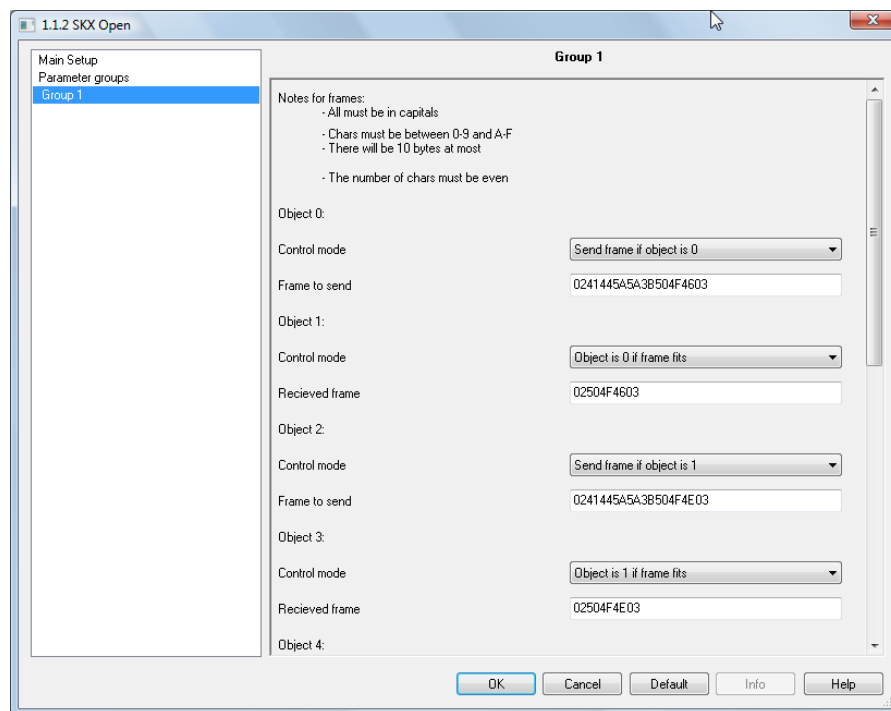 1.1.2 SKX Open
Main Setup
Parameter groups
Group 1
Group 1
Notes for frames:
- All must be in capitals
- Chars must be between 0-9 and A-F
- There will be 10 bytes at most
- The number of chars must be even
Object 0:
Control mode Send frame if object is 0
Frame to send 0241445A5A3B504F4603
Object 1:
Control mode Object is 0 if frame fits
Recieved frame 02504F4603
Object 2:
Control mode Send frame if object is 1
Frame to send 0241445A5A3B504F4E03
Object 3:
Control mode Object is 1 if frame fits
Recieved frame 02504F4E03
Object 4:
OK Cancel Default Info Help